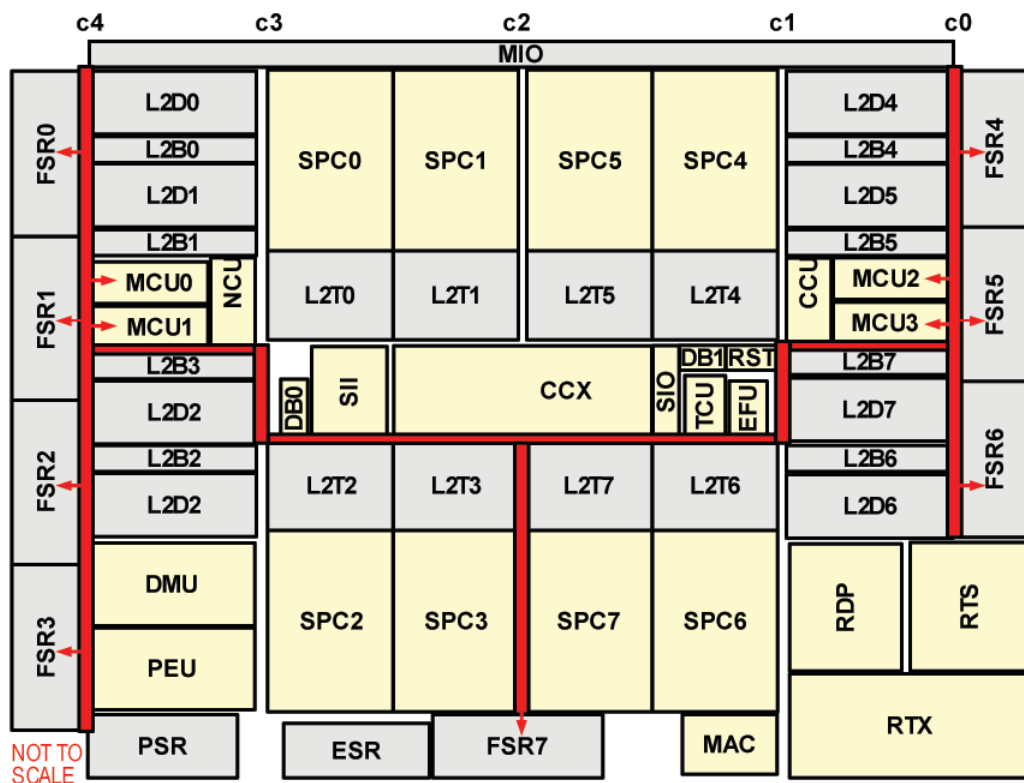 c4 c3 c2 c1 c0
MIO
FSR0
L2D0
L2B0
L2D1
L2B1
SPC0
SPC1
SPC5
SPC4
L2D4
L2B4
L2D5
L2B5
FSR4
FSR1
MCU0
MCU1
NCU
L2T0
L2T1
L2T5
L2T4
CCU
MCU2
MCU3
FSR5
L2B3
L2D2
L2B2
L2D2
DB0
SII
CCX
SIO
DB1
RST
TCU
EFU
L2B7
L2D7
L2B6
L2D6
FSR2
FSR6
L2T2
L2T3
L2T7
L2T6
FSR3
DMU
PEU
SPC2
SPC3
SPC7
SPC6
RDP
RTS
RTX
PSR
ESR
FSR7
MAC
NOT TO
SCALE